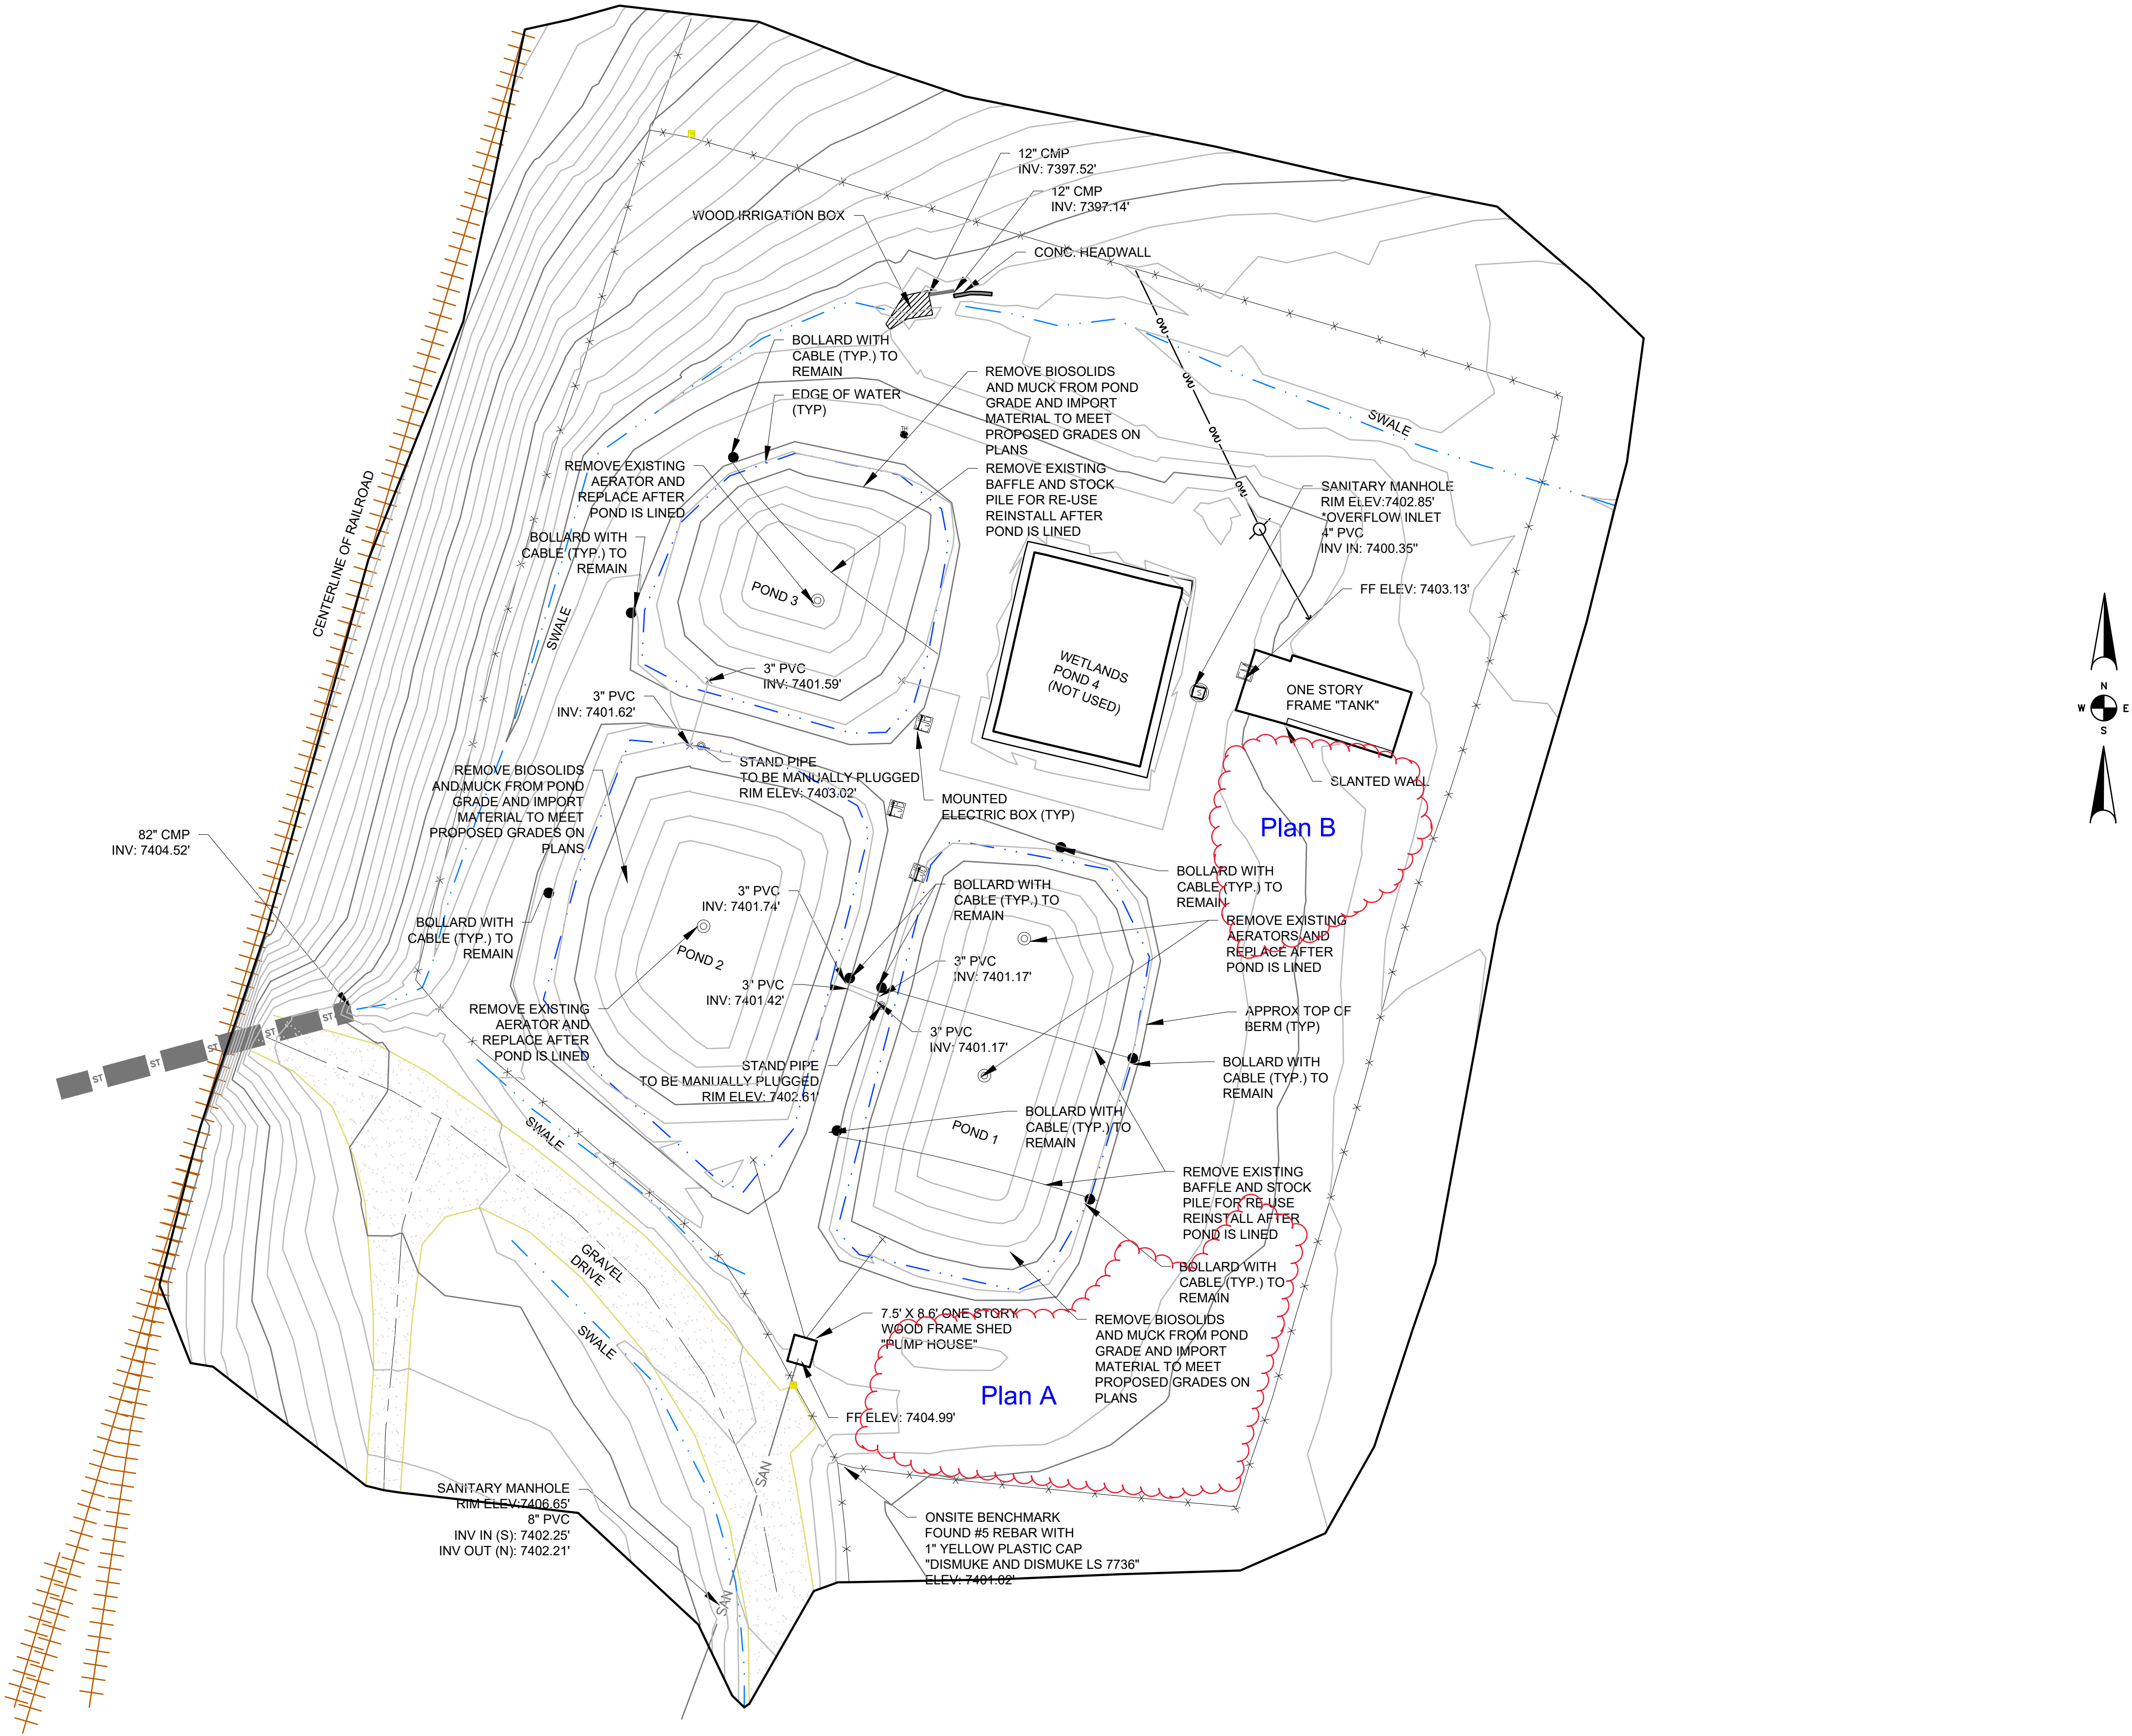 12" CMP
INV: 7397.52'
12" CMP
INV: 7397.14'
WOOD IRRIGATION BOX
CONC. HEADWALL
OVU
OVU
OVU
OVU
BOLLARD WITH
CABLE (TYP.) TO
REMAIN
EDGE OF WATER
(TYP)
REMOVE BIOSOLIDS
AND MUCK FROM POND
GRADE AND IMPORT
MATERIAL TO MEET
PROPOSED GRADES ON
PLANS
SWALE
TH
REMOVE EXISTING
AERATOR AND
REPLACE AFTER
POND IS LINED
REMOVE EXISTING
BAFFLE AND STOCK
PILE FOR RE-USE
REINSTALL AFTER
POND IS LINED
SANITARY MANHOLE
RIM ELEV:7402.85'
*OVERFLOW INLET
4" PVC
INV IN: 7400.35"
BOLLARD WITH
CABLE (TYP.) TO
REMAIN
CENTERLINE OF RAILROAD
SWALE
POND 3
FF ELEV: 7403.13'
3" PVC
INV: 7401.59'
3" PVC
INV: 7401.62'
WETLANDS
POND 4
(NOT USED)
S
ONE STORY
FRAME "TANK"
N
W
E
S
STAND PIPE
TO BE MANUALLY PLUGGED
RIM ELEV: 7403.02'
REMOVE BIOSOLIDS
AND MUCK FROM POND
GRADE AND IMPORT
MATERIAL TO MEET
PROPOSED GRADES ON
PLANS
MOUNTED
ELECTRIC BOX (TYP)
SLANTED WALL
Plan B
82" CMP
INV: 7404.52'
3" PVC
INV: 7401.74'
BOLLARD WITH
CABLE (TYP.) TO
REMAIN
BOLLARD WITH
CABLE (TYP.) TO
REMAIN
BOLLARD WITH
CABLE (TYP.) TO
REMAIN
REMOVE EXISTING
AERATORS AND
REPLACE AFTER
POND IS LINED
POND 2
3" PVC
INV: 7401.42'
3" PVC
INV: 7401.17'
REMOVE EXISTING
AERATOR AND
REPLACE AFTER
POND IS LINED
APPROX TOP OF
BERM (TYP)
ST
ST
ST
ST
ST
3" PVC
INV: 7401.17'
STAND PIPE
TO BE MANUALLY PLUGGED
RIM ELEV: 7402.61'
BOLLARD WITH
CABLE (TYP.) TO
REMAIN
SWALE
POND 1
BOLLARD WITH
CABLE (TYP.) TO
REMAIN
REMOVE EXISTING
BAFFLE AND STOCK
PILE FOR RE-USE
REINSTALL AFTER
POND IS LINED
GRAVEL
DRIVE
SWALE
BOLLARD WITH
CABLE (TYP.) TO
REMAIN
7.5' X 8.6' ONE STORY
WOOD FRAME SHED
"PUMP HOUSE"
REMOVE BIOSOLIDS
AND MUCK FROM POND
GRADE AND IMPORT
MATERIAL TO MEET
PROPOSED GRADES ON
PLANS
Plan A
FF ELEV: 7404.99'
SAN
SANITARY MANHOLE
RIM ELEV:7406.65'
8" PVC
INV IN (S): 7402.25'
INV OUT (N): 7402.21'
SAN
ONSITE BENCHMARK
FOUND #5 REBAR WITH
1" YELLOW PLASTIC CAP
"DISMUKE AND DISMUKE LS 7736"
ELEV: 7401.02'